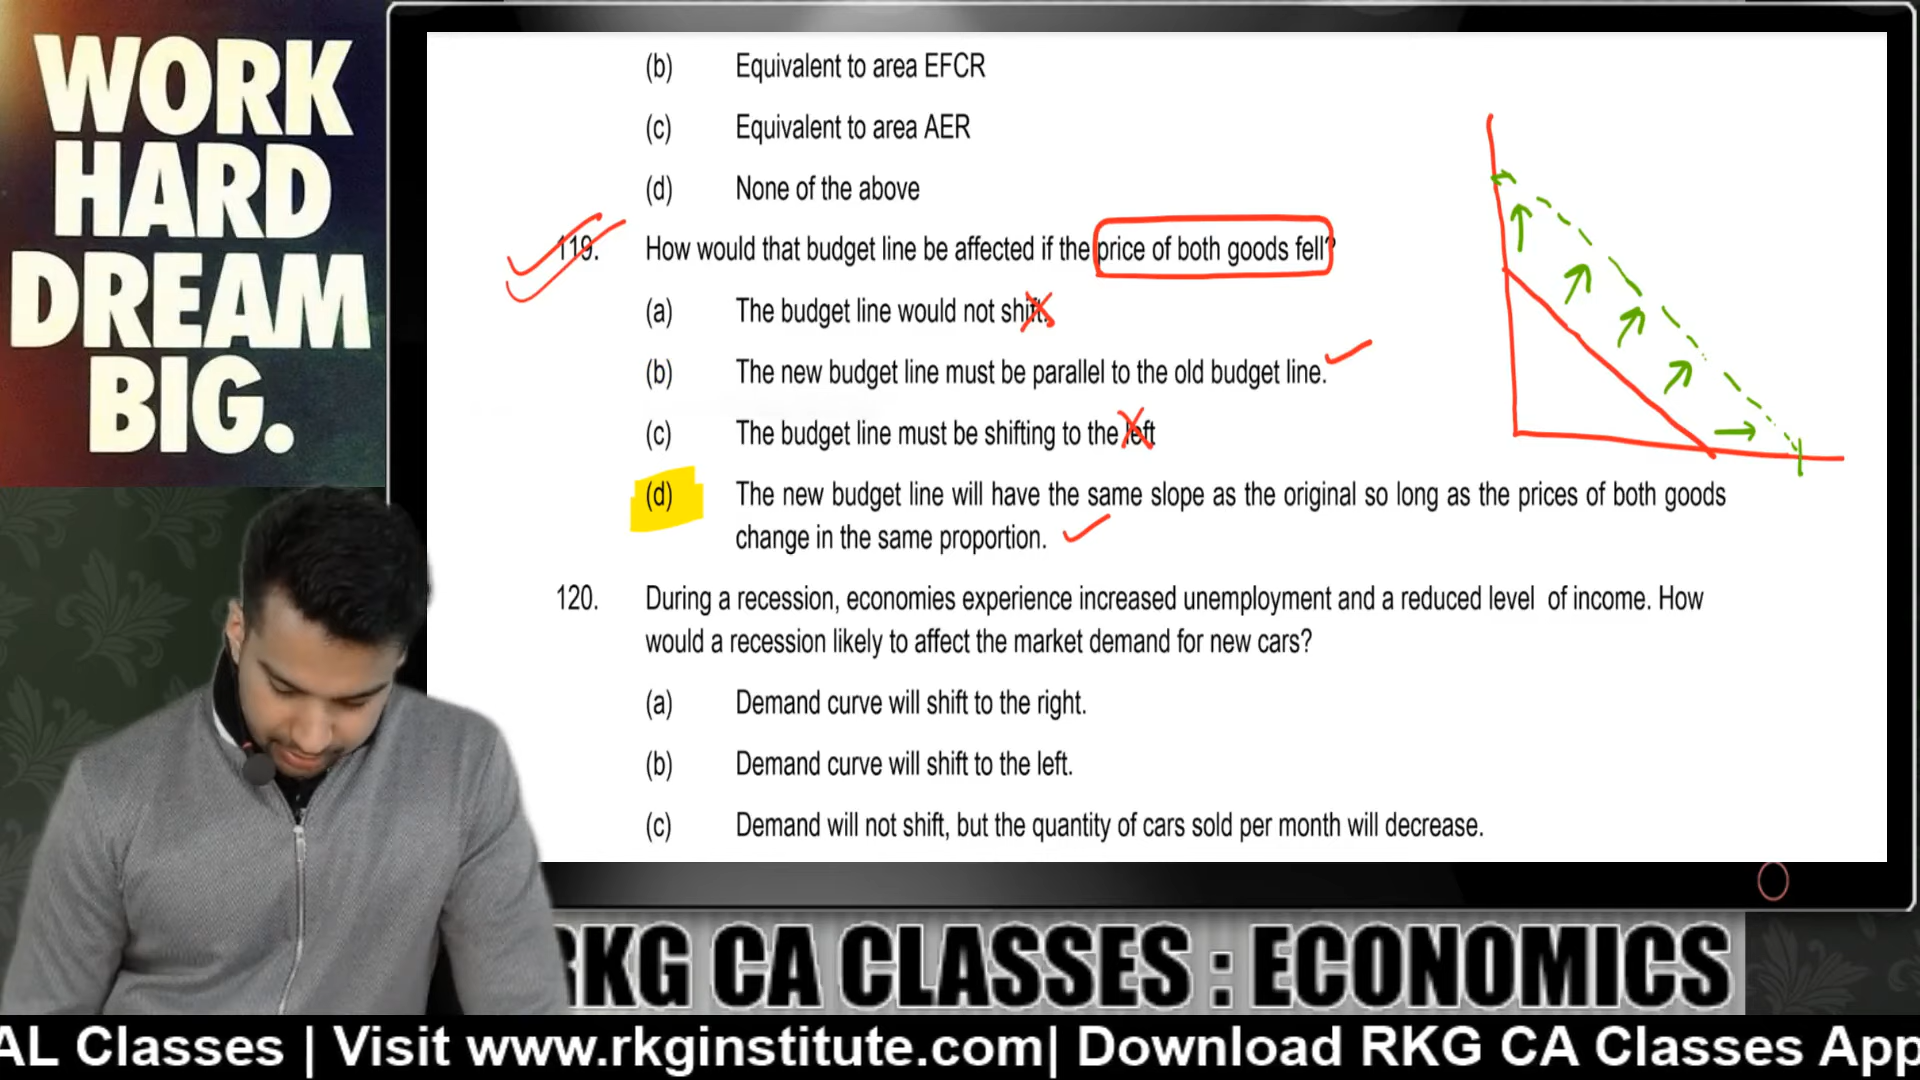 WORK
HARD
DREAM
BIG.
(b) Equivalent to area EFCR
(c) Equivalent to area AER
(d) None of the above
119. How would that budget line be affected if the price of both goods fell?
(a) The budget line would not shift.
(b) The new budget line must be parallel to the old budget line.
(c) The budget line must be shifting to the left
(d) The new budget line will have the same slope as the original so long as the prices of both goods
change in the same proportion.
120. During a recession, economies experience increased unemployment and a reduced level of income. How
would a recession likely to affect the market demand for new cars?
(a) Demand curve will shift to the right.
(b) Demand curve will shift to the left.
(c) Demand will not shift, but the quantity of cars sold per month will decrease.
RKG CA CLASSES : ECONOMICS
AL Classes | Visit www.rkginstitute.com| Download RKG CA Classes App